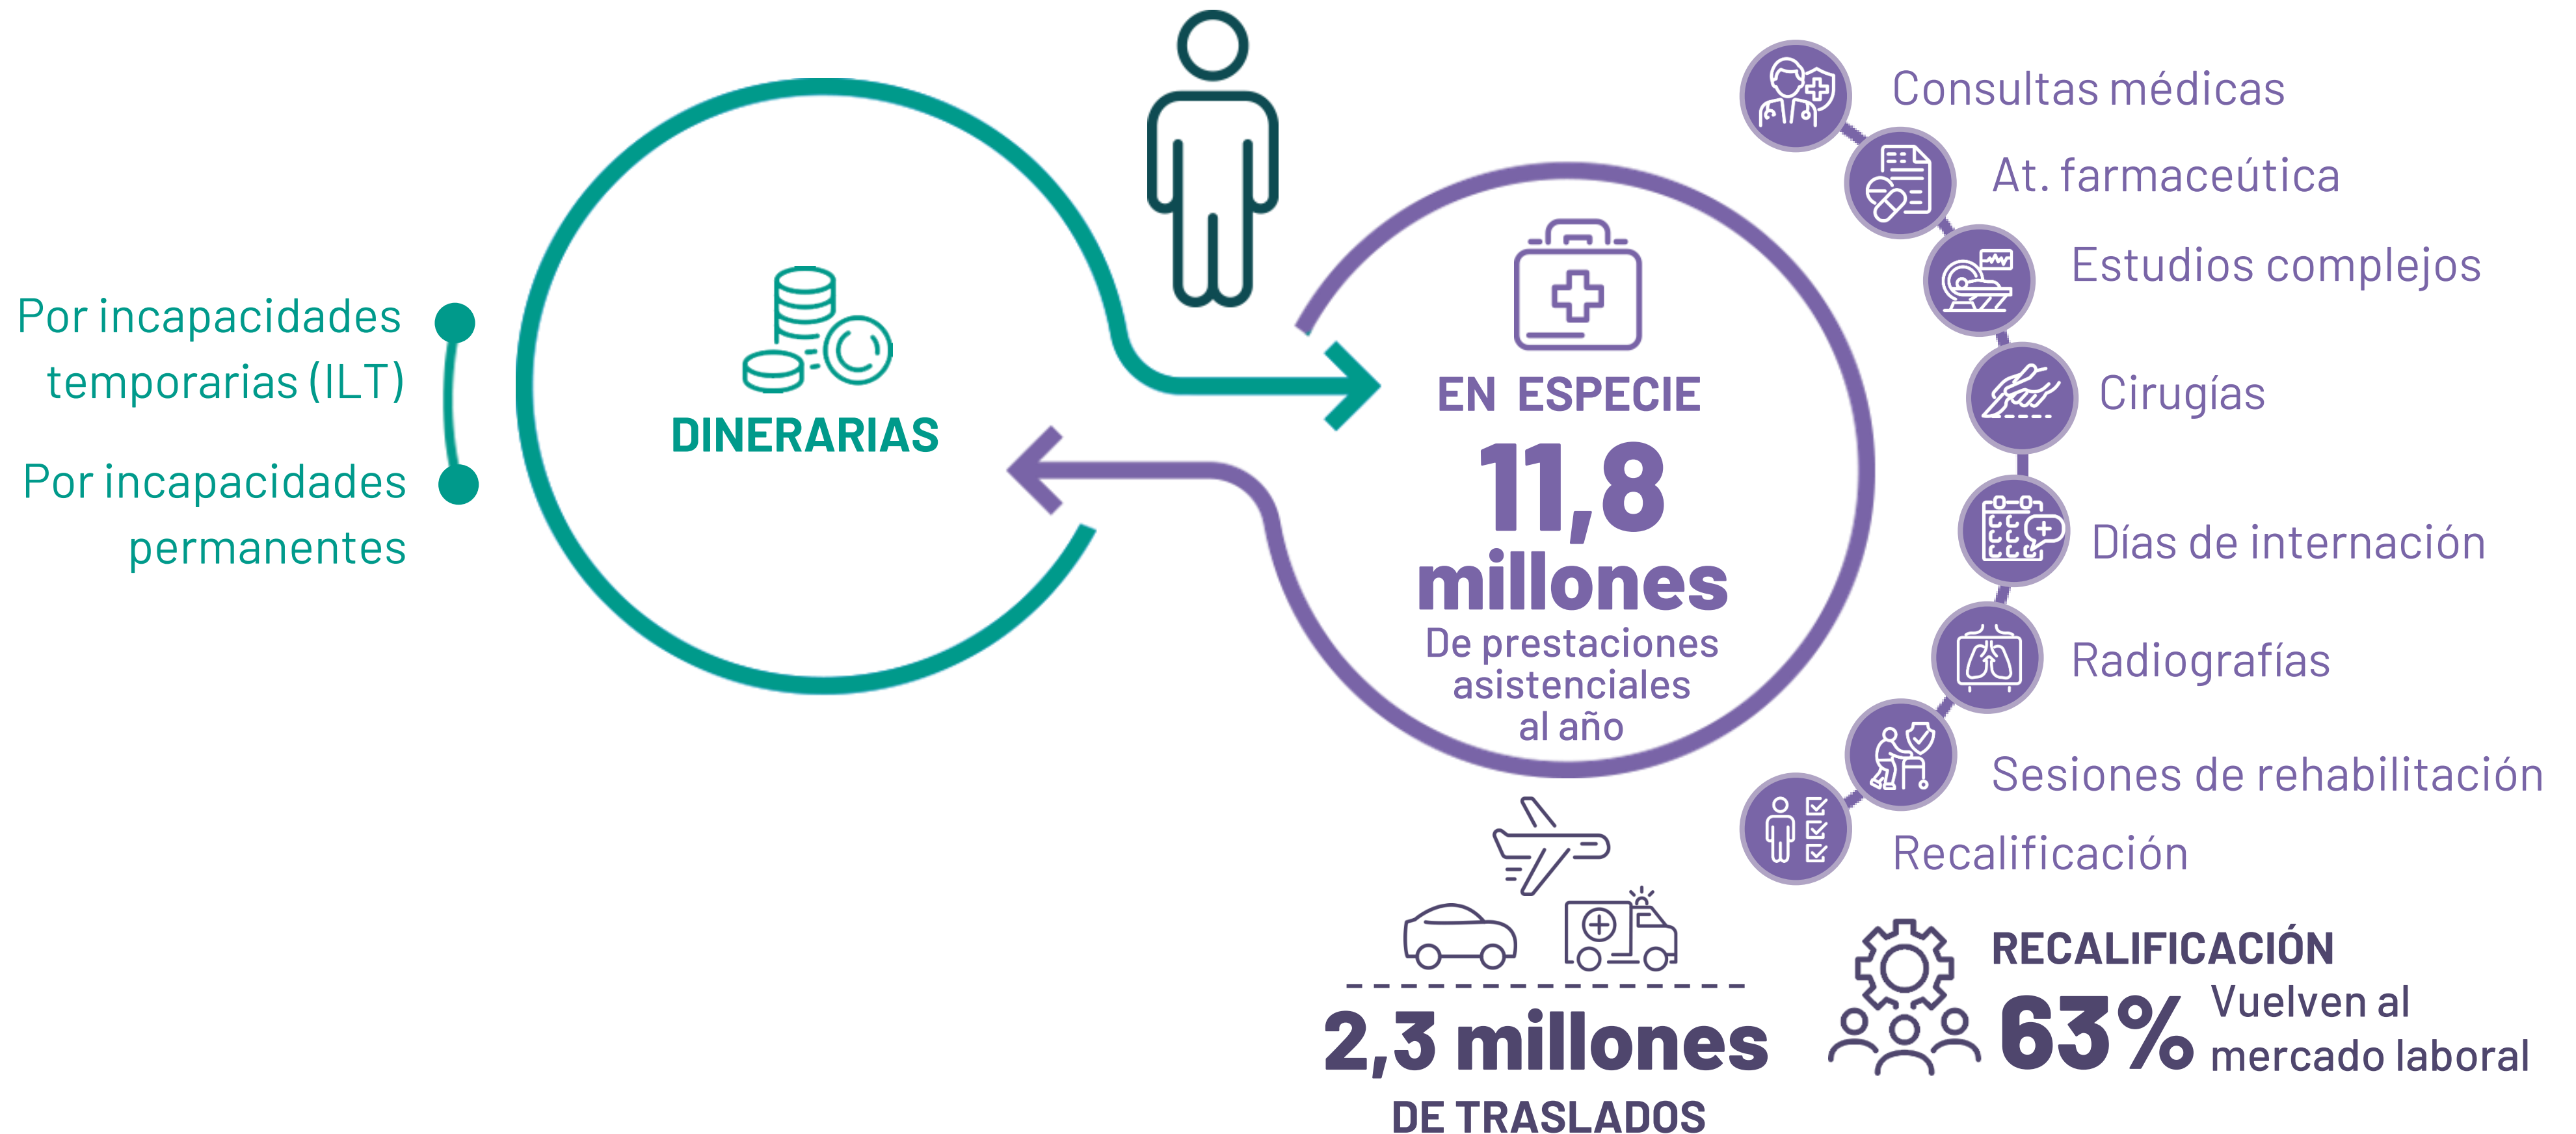 Por incapacidades
temporarias (ILT)
Por incapacidades
permanentes
DINERARIAS
EN ESPECIE
11,8
millones
De prestaciones
asistenciales
al año
Consultas médicas
At. farmaceútica
Estudios complejos
Cirugías
Días de internación
Radiografías
Sesiones de rehabilitación
Recalificación
2,3 millones
DE TRASLADOS
RECALIFICACIÓN
63%
Vuelven al
mercado laboral